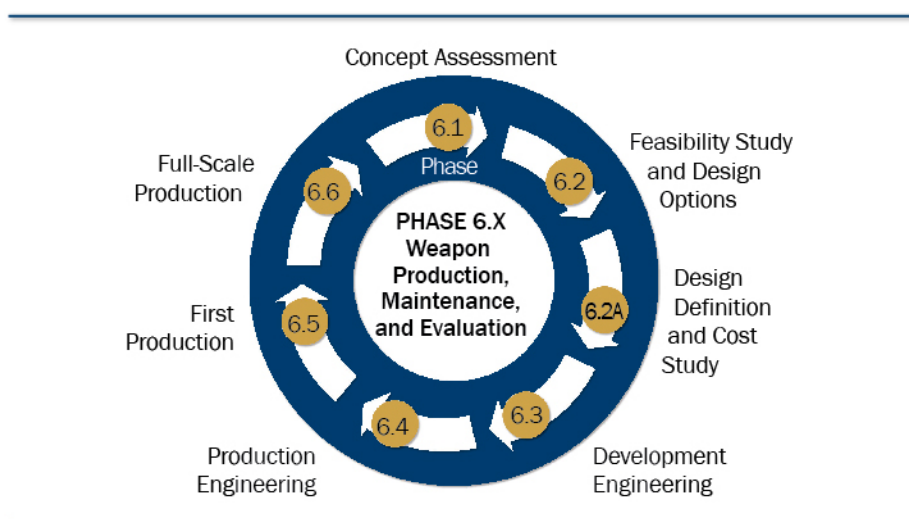 Concept Assessment
6.1
Phase
6.2
Feasibility Study
and Design
Options
6.2A
Design
Definition
and Cost
Study
6.3
Development
Engineering
6.4
Production
Engineering
6.5
First
Production
6.6
Full-Scale
Production
PHASE 6.X
Weapon
Production,
Maintenance,
and Evaluation